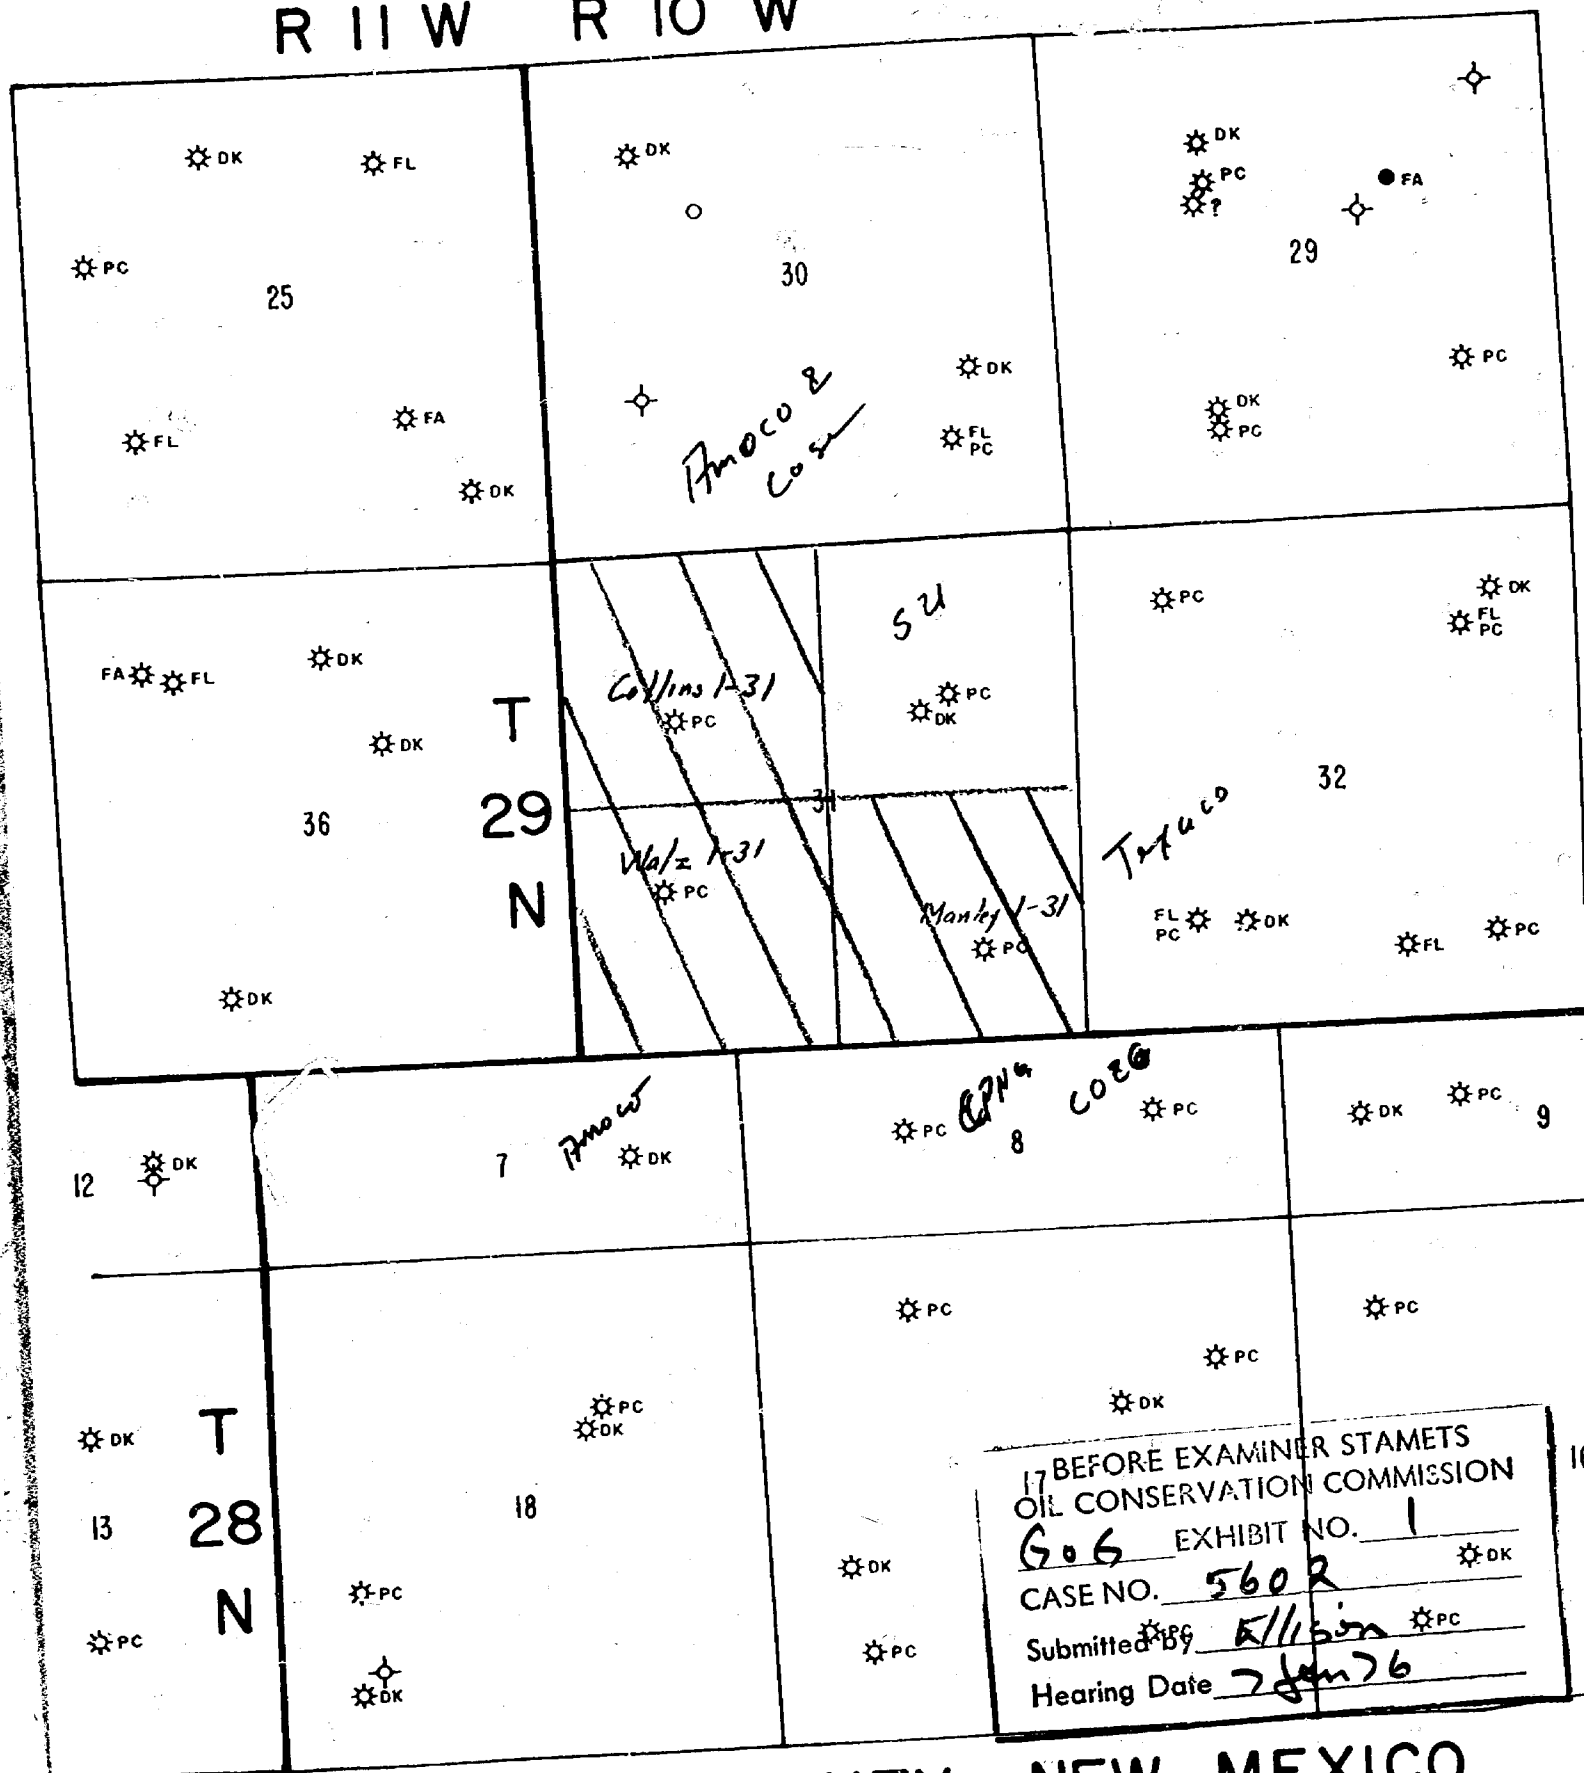 R 11 W R 10 W
DK FL DK DK
PC FA
?
PC 25 30 29
DK PC
FL FA DK
PC
DK FL
PC
Amoco &
DK
PC DK
FL
PC
SU
FA FL DK Collins 1-31 PC
PC
DK
DK
T
29
N
36 31 32
Walz 1-31
PC
Manley 1-31
PC
Texaco
FL
PC DK FL PC
DK
Amoco EPNG
12 DK 7 DK PC 8 PC DK PC 9
PC PC
PC
DK
PC
DK
DK
T
28
N
13 18 17 16
PC DK
PC PC
DK
DK
PC
PC
BEFORE EXAMINER STAMETS
OIL CONSERVATION COMMISSION
EXHIBIT NO. 1
CASE NO. 5602
Submitted by Ellison
Hearing Date 7 Jan 76
NEW MEXICO